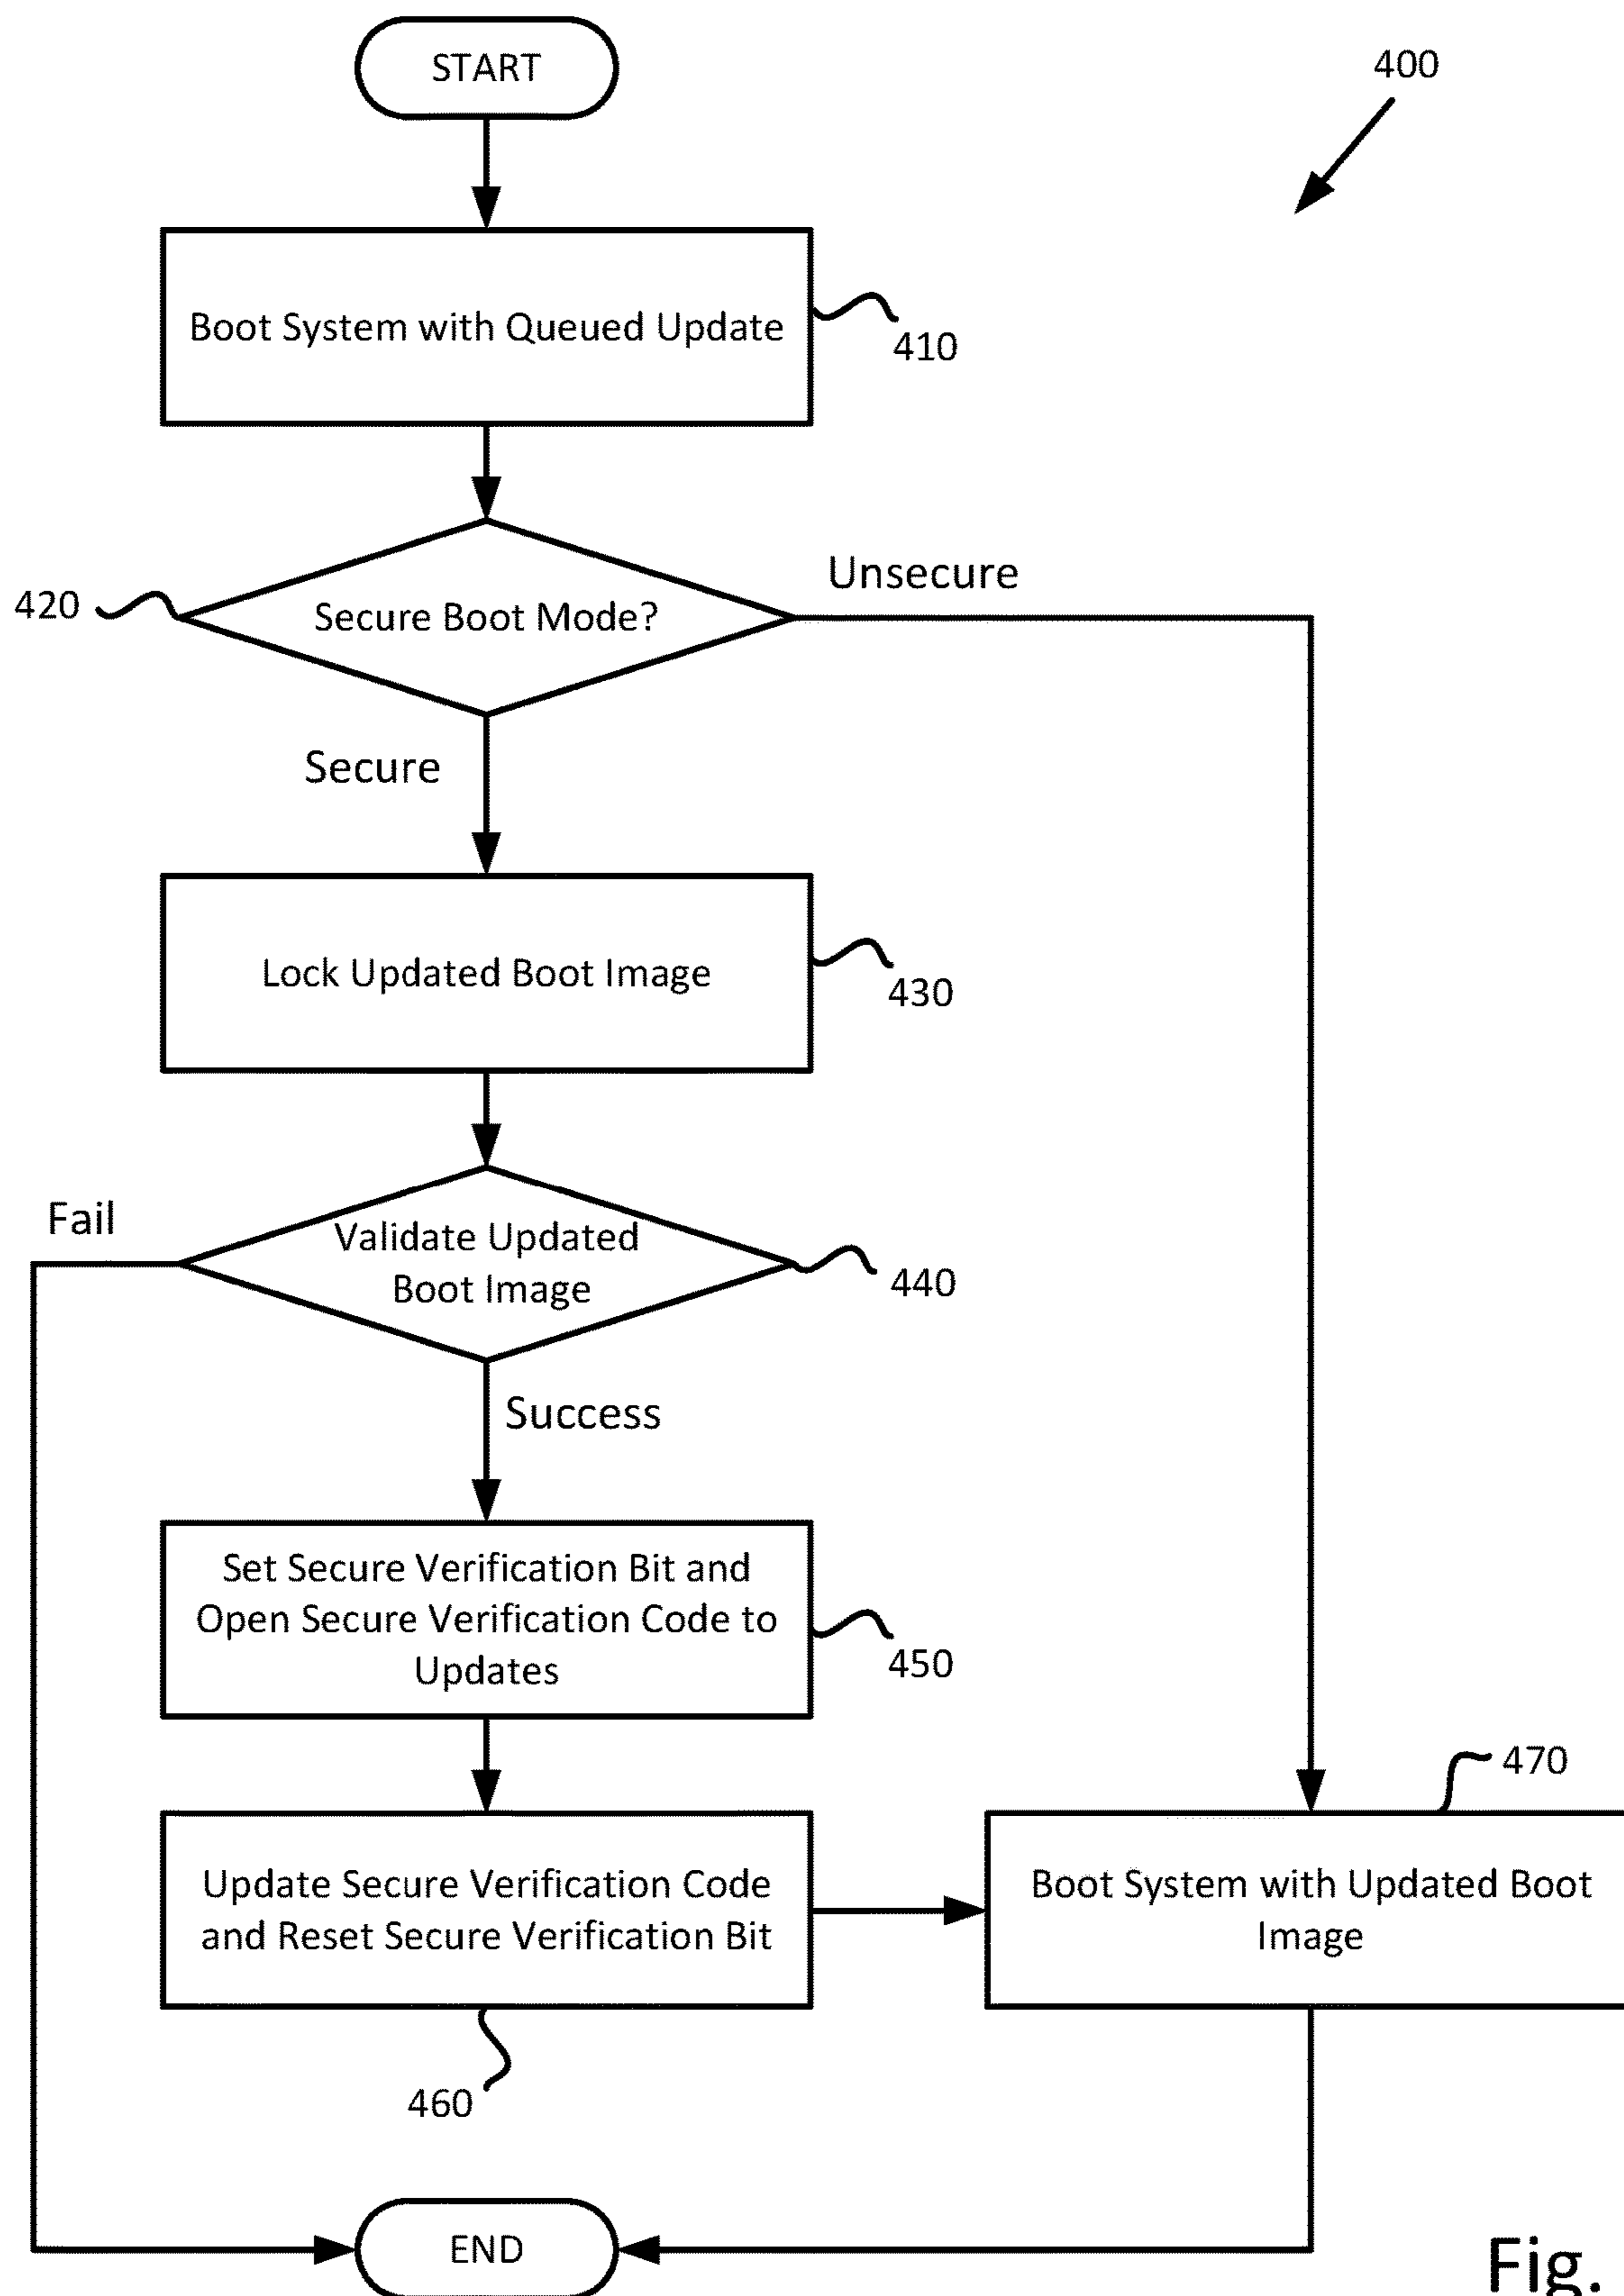 START
400
Boot System with Queued Update
410
Unsecure
420
Secure Boot Mode?
Secure
Lock Updated Boot Image
430
Fail
Validate Updated
Boot Image
440
Success
Set Secure Verification Bit and
Open Secure Verification Code to
Updates
450
470
Update Secure Verification Code
and Reset Secure Verification Bit
Boot System with Updated Boot
Image
460
END
Fig.